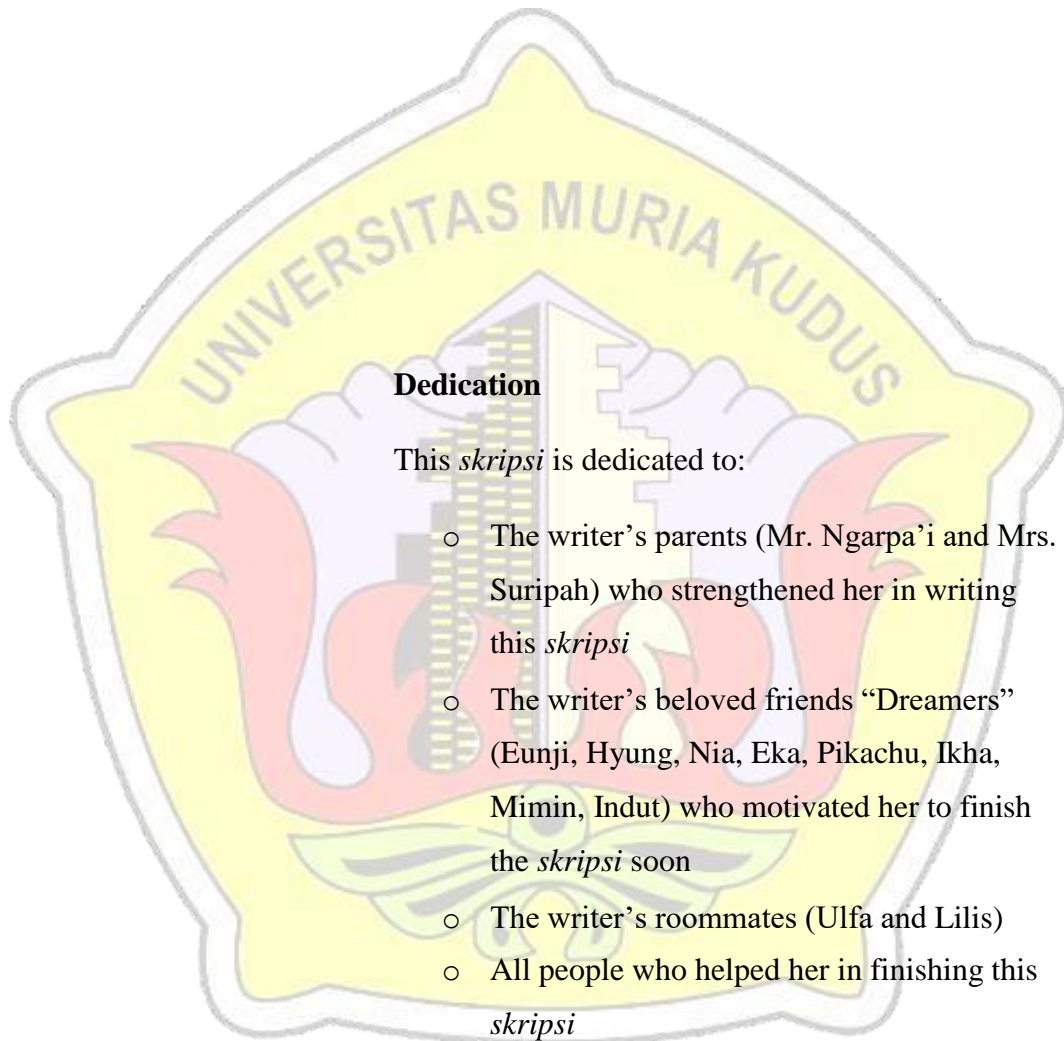 UNIVERSITAS MURIA KUDUS
Dedication
This skripsi is dedicated to:
o The writer’s parents (Mr. Ngarpa’i and Mrs.
Suripah) who strengthened her in writing
this skripsi
o The writer’s beloved friends “Dreamers”
(Eunji, Hyung, Nia, Eka, Pikachu, Ikha,
Mimin, Indut) who motivated her to finish
the skripsi soon
o The writer’s roommates (Ulfa and Lilis)
o All people who helped her in finishing this
skripsi